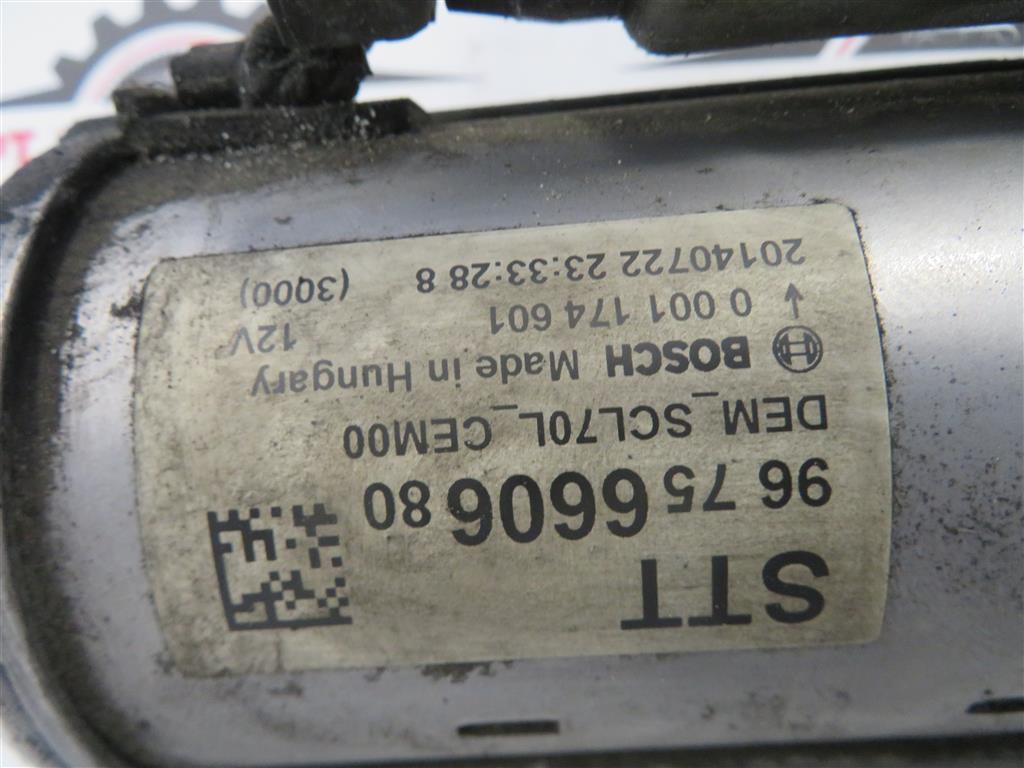 STT
96 75 6606 80
DEM_SCL70L_CEM00
BOSCH Made in Hungary
0 001 174 601 12V
20140722 23:33:28 8 (3Q00)